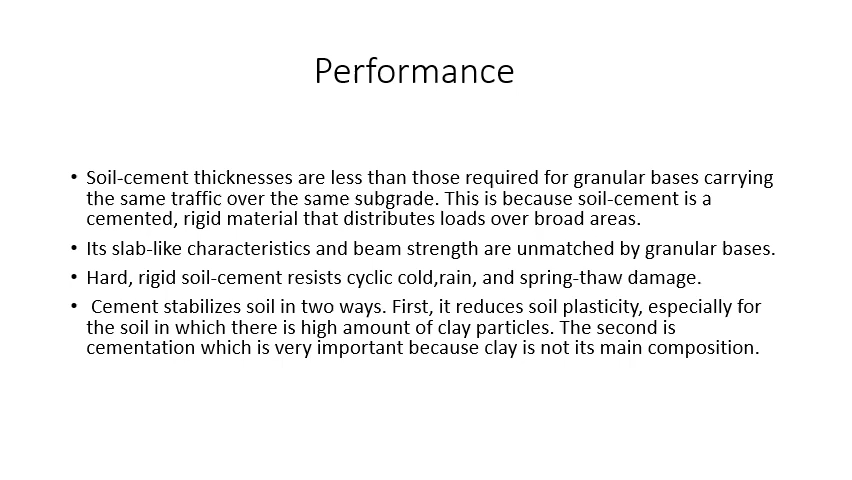 Performance
• Soil-cement thicknesses are less than those required for granular bases carrying
the same traffic over the same subgrade. This is because soil-cement is a
cemented, rigid material that distributes loads over broad areas.
• Its slab-like characteristics and beam strength are unmatched by granular bases.
• Hard, rigid soil-cement resists cyclic cold,rain, and spring-thaw damage.
• Cement stabilizes soil in two ways. First, it reduces soil plasticity, especially for
the soil in which there is high amount of clay particles. The second is
cementation which is very important because clay is not its main composition.